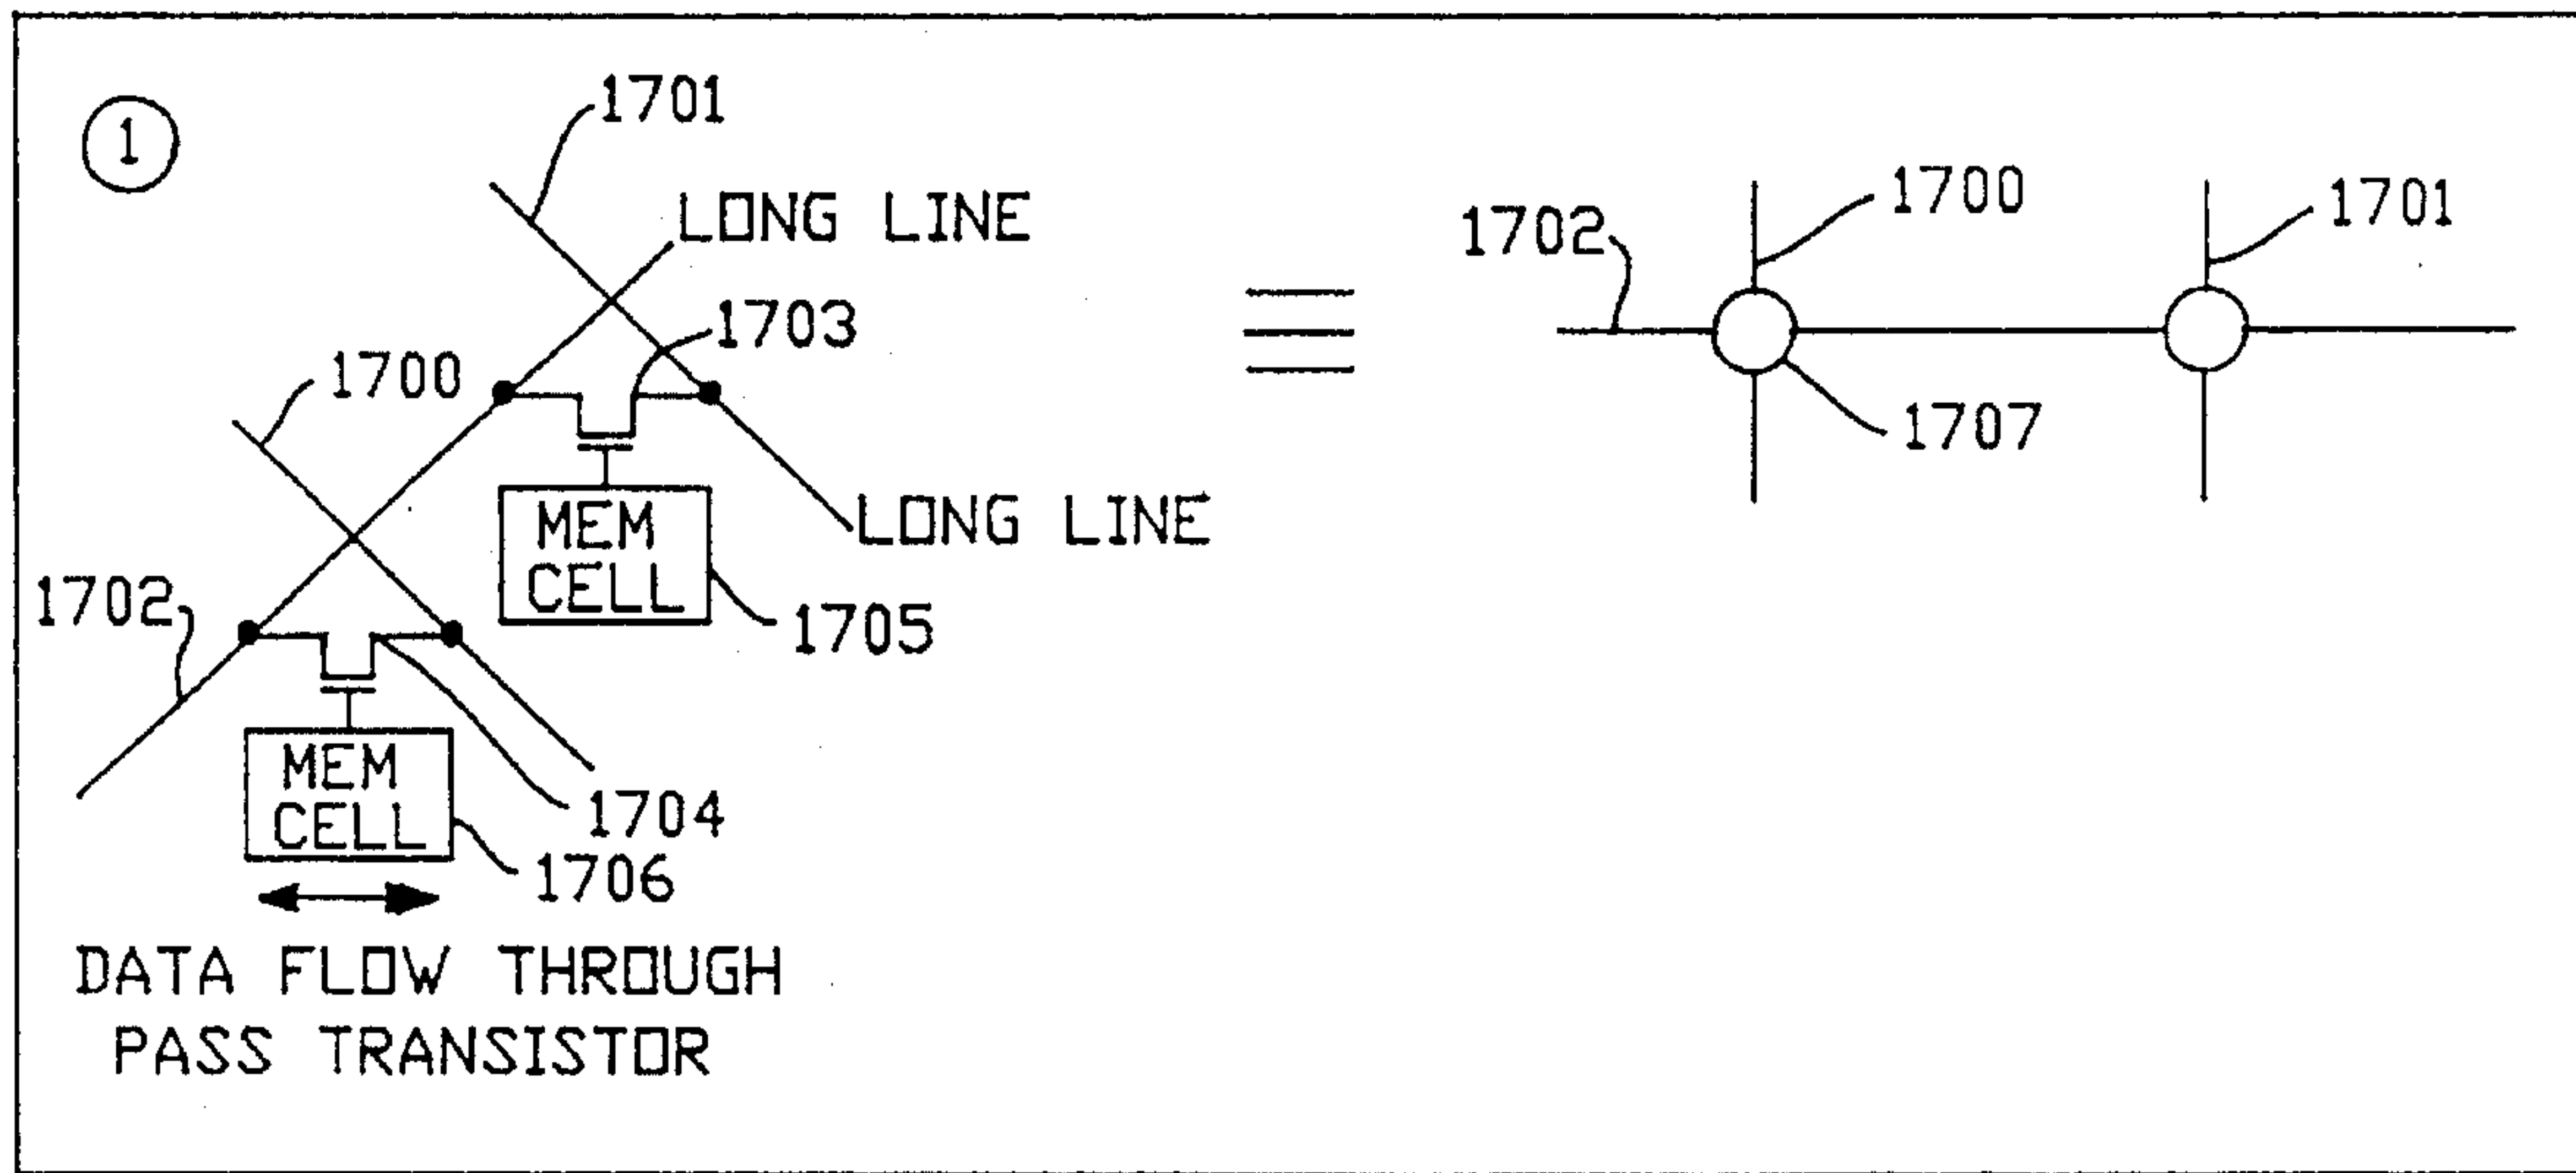 1
1701
LONG LINE
1703
1700
LONG LINE
MEM
CELL
1705
1702
MEM
CELL
1704
1706
DATA FLOW THROUGH
PASS TRANSISTOR
1702
1700
1701
1707